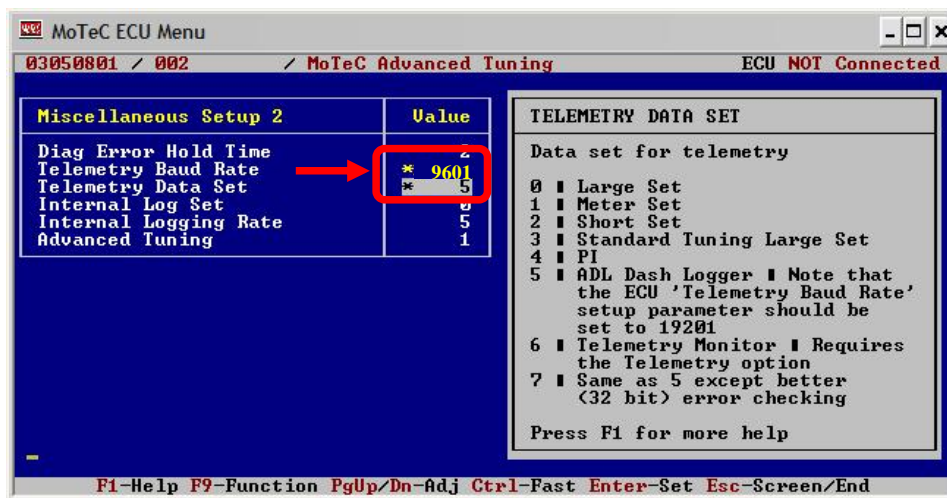 MoTeC ECU Menu
03050801 / 002 / MoTeC Advanced Tuning ECU NOT Connected
Miscellaneous Setup 2 Value
Diag Error Hold Time 2
Telemetry Baud Rate * 9601
Telemetry Data Set * 5
Internal Log Set 0
Internal Logging Rate 5
Advanced Tuning 1
TELEMETRY DATA SET
Data set for telemetry
0 ▮ Large Set
1 ▮ Meter Set
2 ▮ Short Set
3 ▮ Standard Tuning Large Set
4 ▮ PI
5 ▮ ADL Dash Logger ▮ Note that
the ECU 'Telemetry Baud Rate'
setup parameter should be
set to 19201
6 ▮ Telemetry Monitor ▮ Requires
the Telemetry option
7 ▮ Same as 5 except better
(32 bit) error checking
Press F1 for more help
F1-Help F9-Function PgUp/Dn-Adj Ctrl-Fast Enter-Set Esc-Screen/End